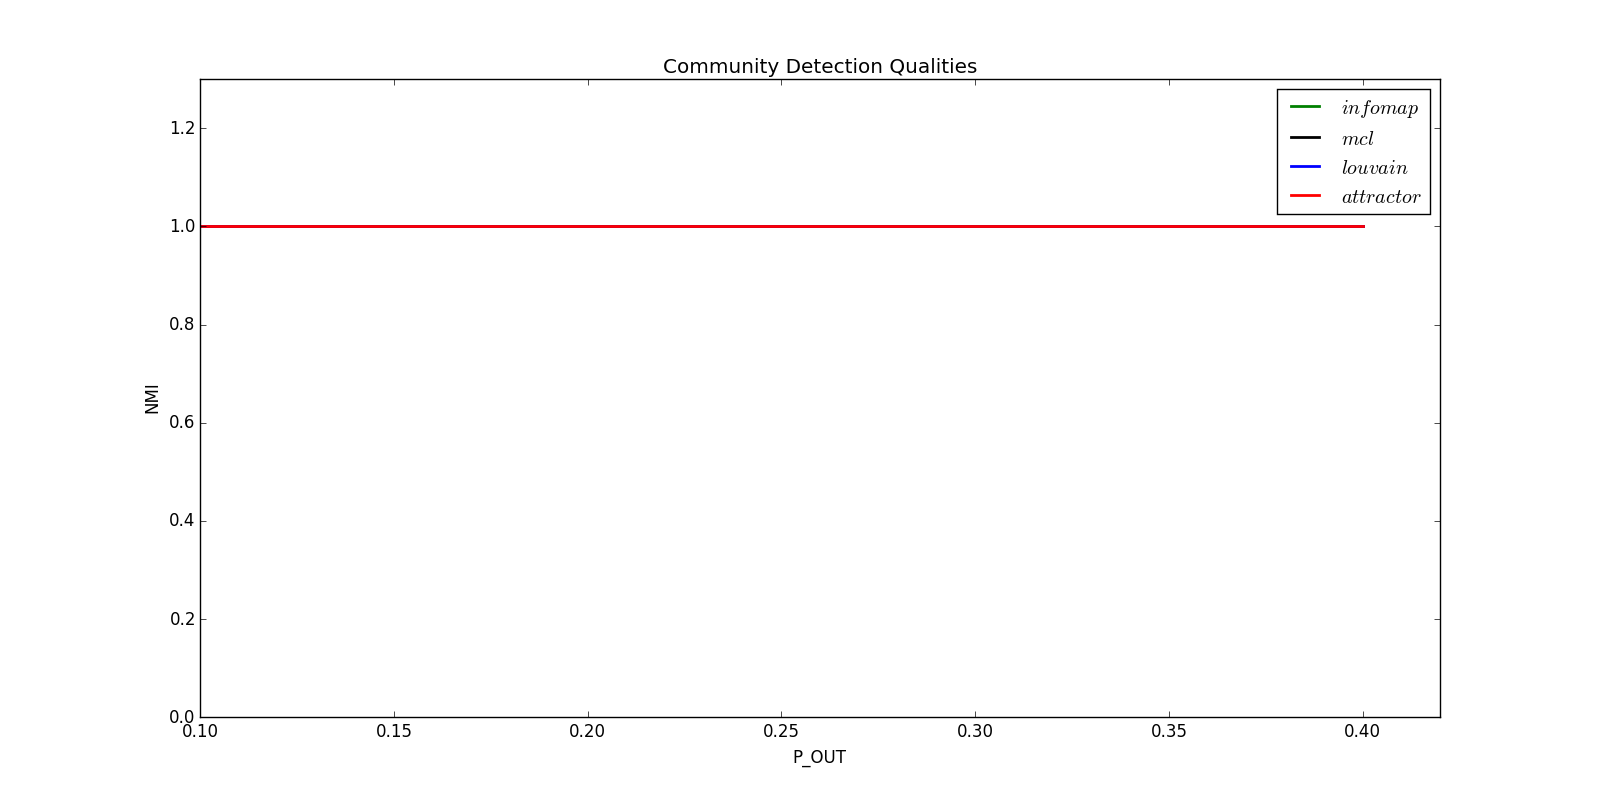 Community Detection Qualities
infomap
mcl
louvain
attractor
1.2
1.0
0.8
0.6
0.4
0.2
0.0
NMI
0.10 0.15 0.20 0.25 0.30 0.35 0.40
P_OUT